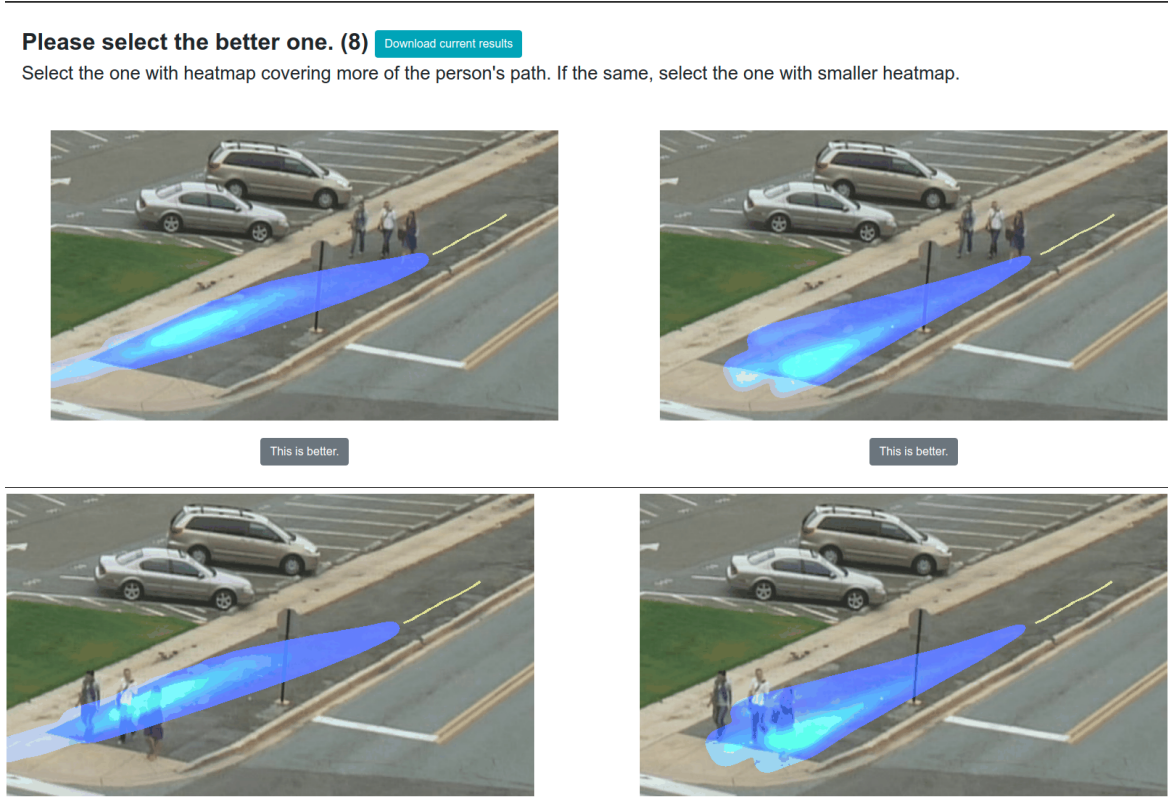 Please select the better one. (8) Download current results
Select the one with heatmap covering more of the person's path. If the same, select the one with smaller heatmap.
This is better. This is better.